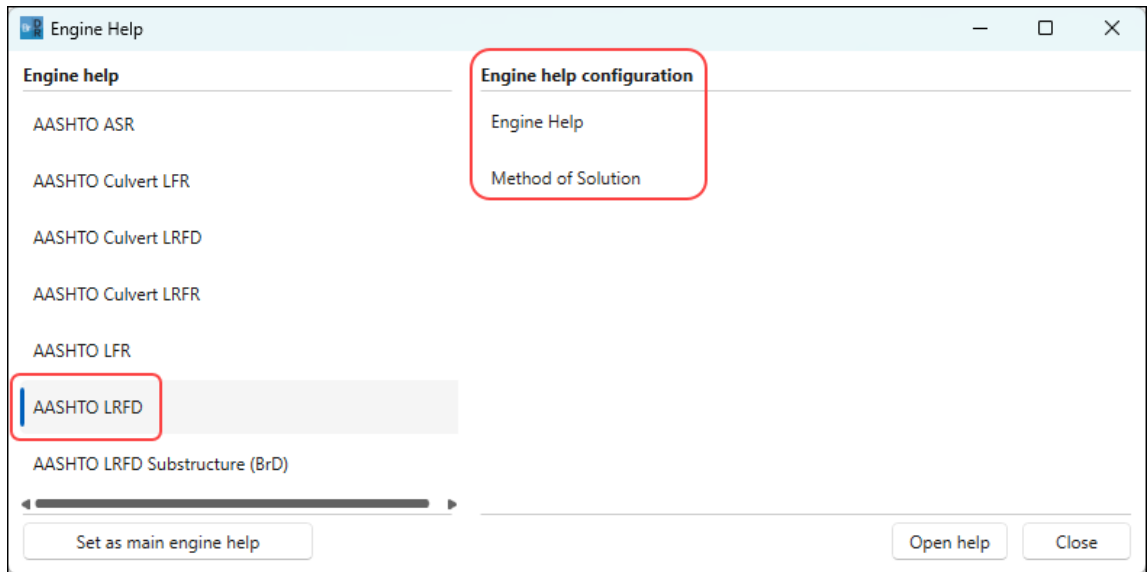 Engine Help
Engine help
AASHTO ASR
AASHTO Culvert LFR
AASHTO Culvert LRFD
AASHTO Culvert LRFR
AASHTO LFR
AASHTO LRFD
AASHTO LRFD Substructure (BrD)
Set as main engine help
Engine help configuration
Engine Help
Method of Solution
Open help
Close